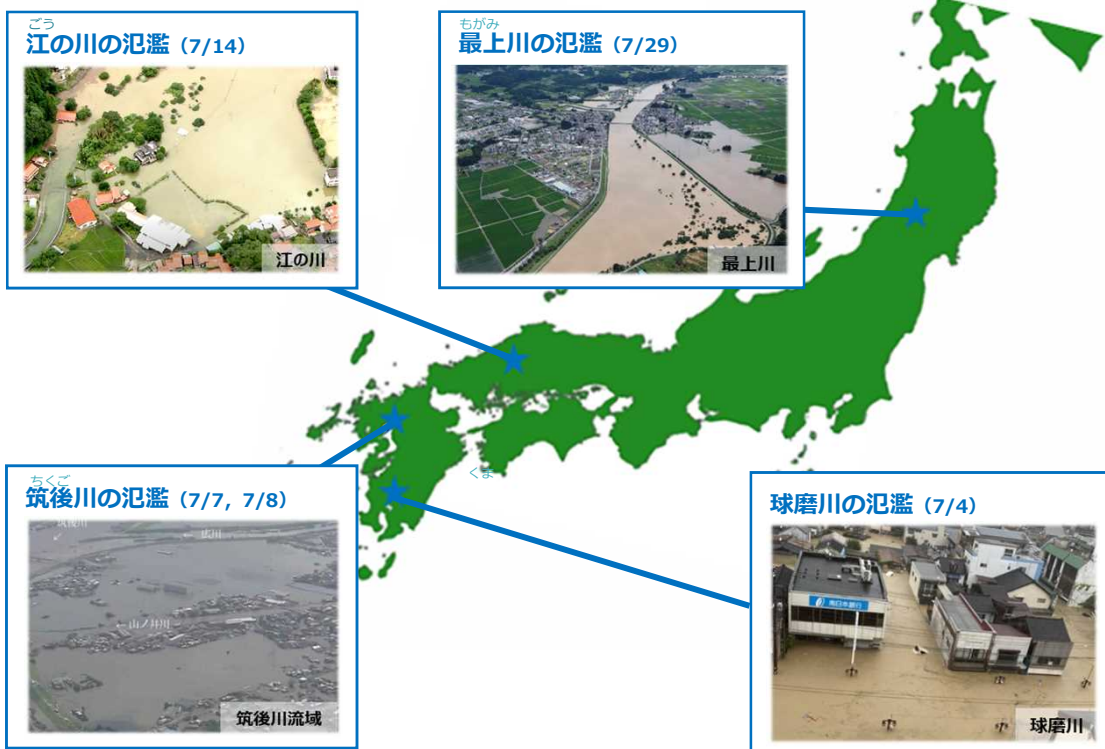 ごう
江の川の氾濫 (7/14)
江の川
もがみ
最上川の氾濫 (7/29)
最上川
ちくご
筑後川の氾濫 (7/7, 7/8)
筑後川
←広川
←山ノ井川
筑後川流域
くま
球磨川の氾濫 (7/4)
南日本銀行
球磨川